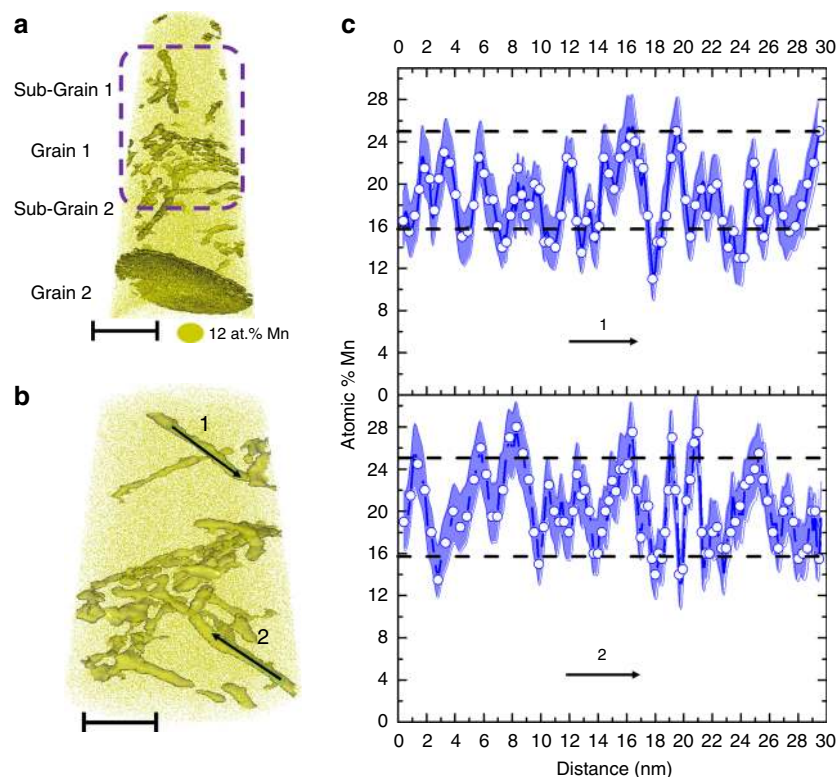 a
Sub-Grain 1
Grain 1
Sub-Grain 2
Grain 2
12 at.% Mn
b
1
2
c
0 2 4 6 8 10 12 14 16 18 20 22 24 26 28 30
28
24
20
16
12
8
4
0
1
28
24
20
16
12
8
4
0
2
Atomic % Mn
0 2 4 6 8 10 12 14 16 18 20 22 24 26 28 30
Distance (nm)